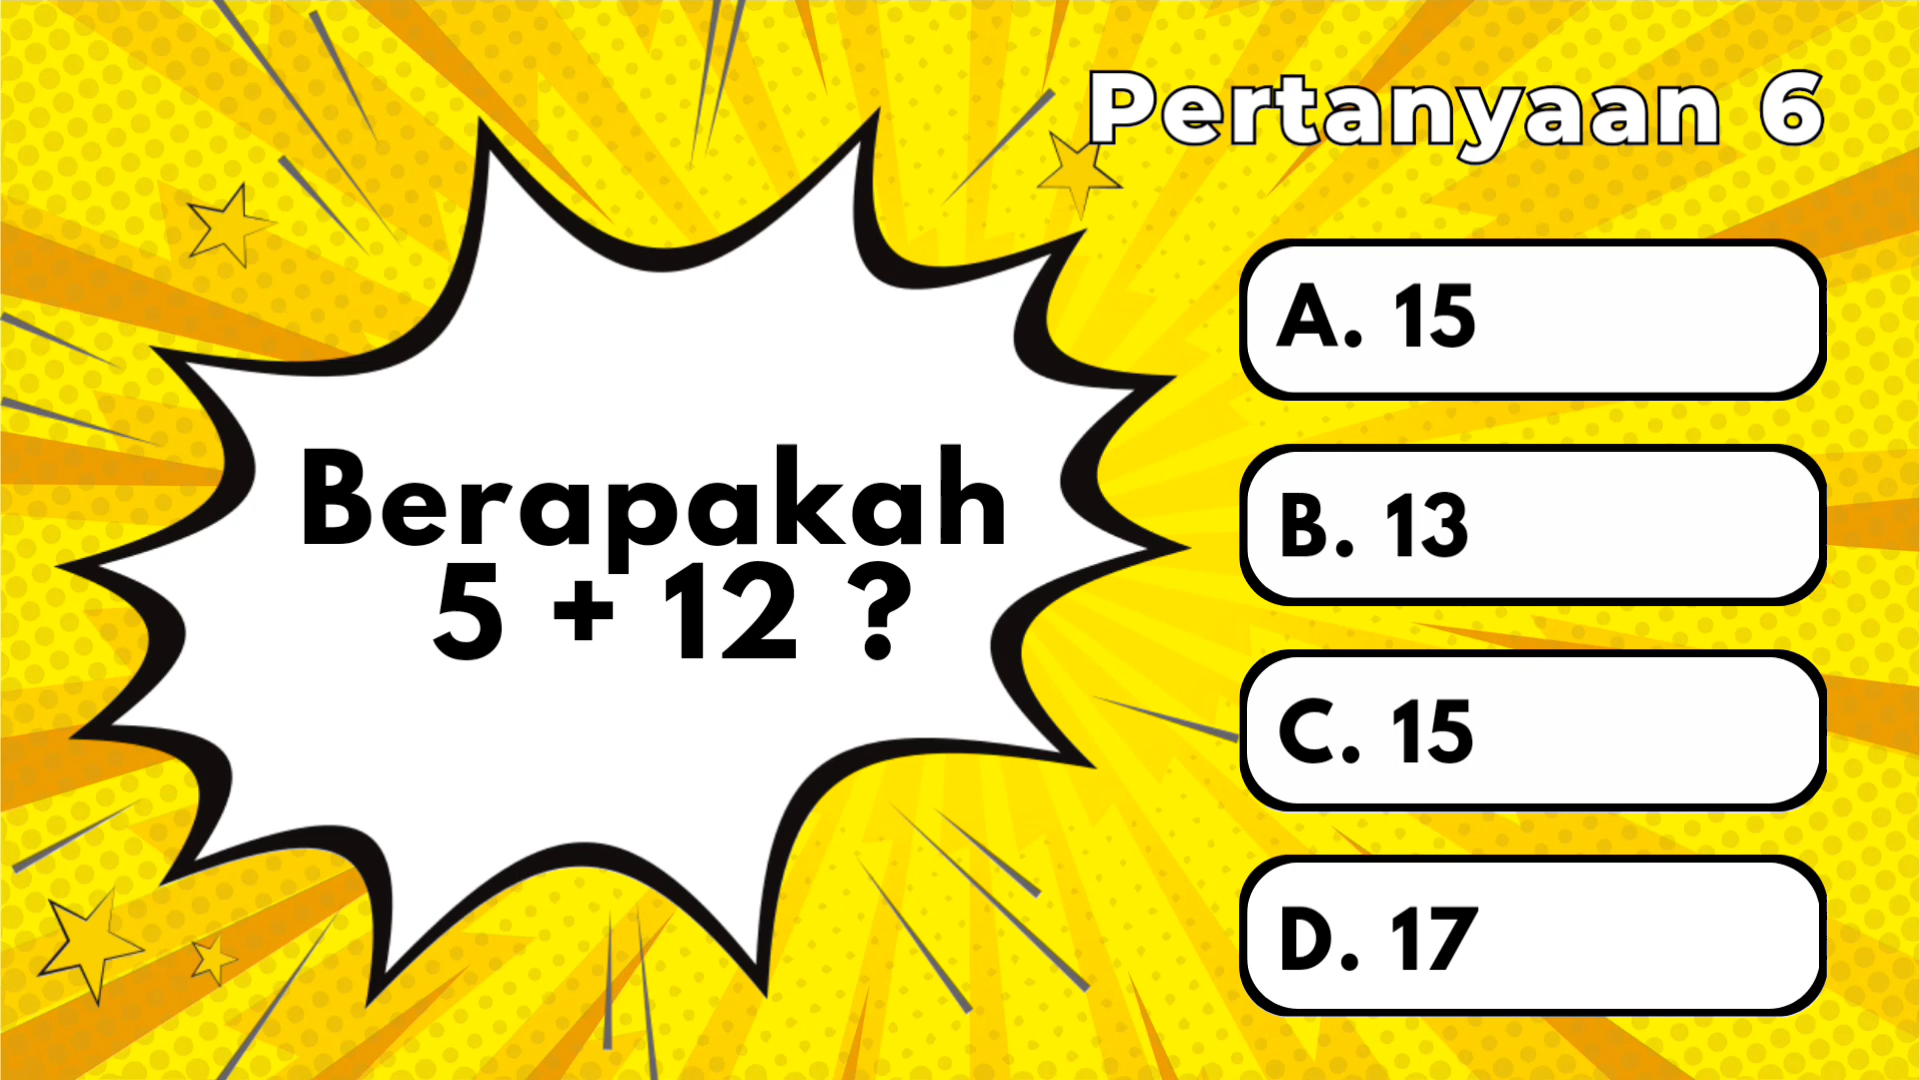 Pertanyaan 6
Berapakah
5 + 12 ?
A. 15
B. 13
C. 15
D. 17